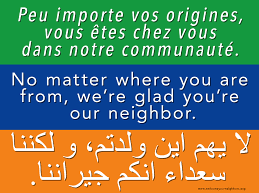 Peu importe vos origines,
vous êtes chez vous
dans notre communauté.
No matter where you are
from, we're glad you're
our neighbor.
لا يهم اين ولدتم، و لكننا
سعداء انكم جيراننا.